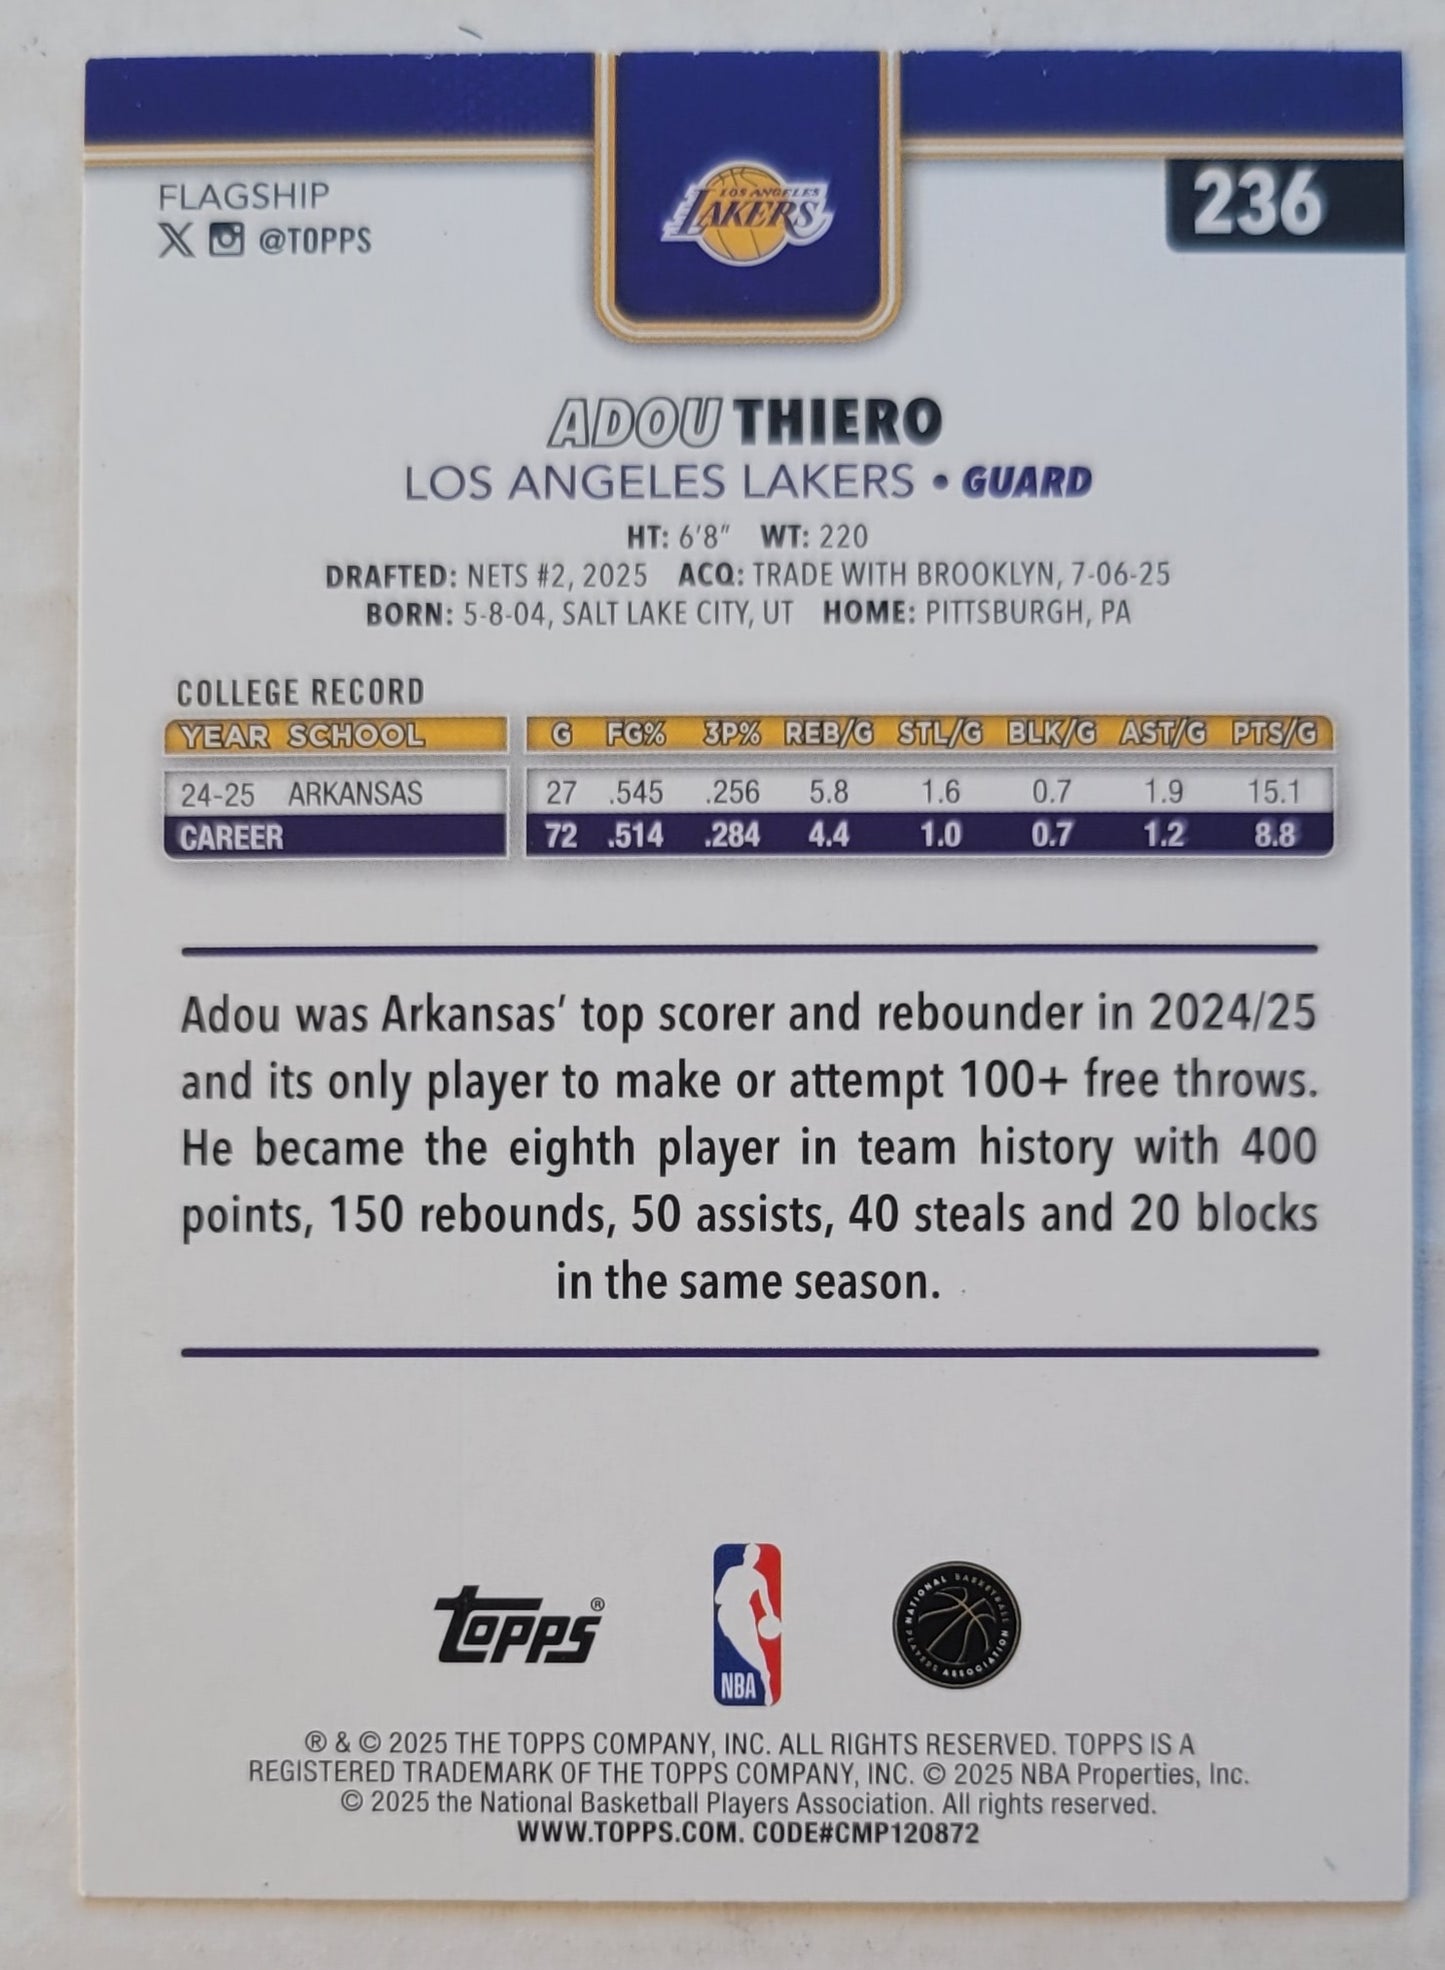 FLAGSHIP
X @TOPPS
LOS ANGELES
LAKERS
236
ADOU THIERO
LOS ANGELES LAKERS • GUARD
HT: 6'8" WT: 220
DRAFTED: NETS #2, 2025 ACQ: TRADE WITH BROOKLYN, 7-06-25
BORN: 5-8-04, SALT LAKE CITY, UT HOME: PITTSBURGH, PA
COLLEGE RECORD
YEAR SCHOOL G FG% 3P% REB/G STL/G BLK/G AST/G PTS/G
24-25 ARKANSAS 27 .545 .256 5.8 1.6 0.7 1.9 15.1
CAREER 72 .514 .284 4.4 1.0 0.7 1.2 8.8
Adou was Arkansas' top scorer and rebounder in 2024/25
and its only player to make or attempt 100+ free throws.
He became the eighth player in team history with 400
points, 150 rebounds, 50 assists, 40 steals and 20 blocks
in the same season.
TOPPS®
NBA
NATIONAL BASKETBALL PLAYERS ASSOCIATION
® & © 2025 THE TOPPS COMPANY, INC. ALL RIGHTS RESERVED. TOPPS IS A
REGISTERED TRADEMARK OF THE TOPPS COMPANY, INC. © 2025 NBA Properties, Inc.
© 2025 the National Basketball Players Association. All rights reserved.
WWW.TOPPS.COM. CODE#CMP120872